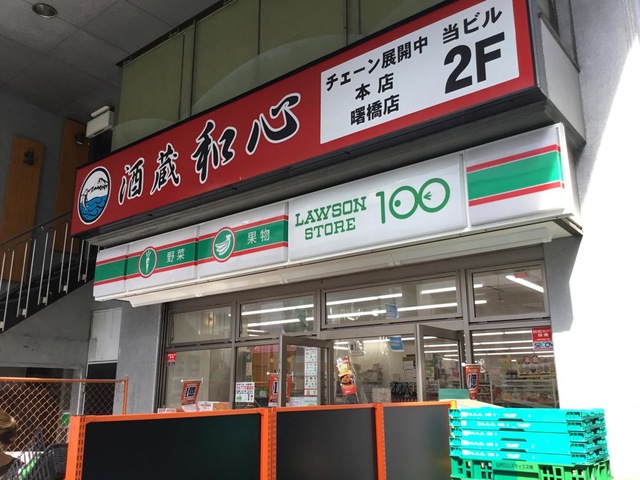 酒蔵 和心
チェーン展開中
本店
曙橋店
当ビル
2F
野菜
果物
LAWSON
STORE
100